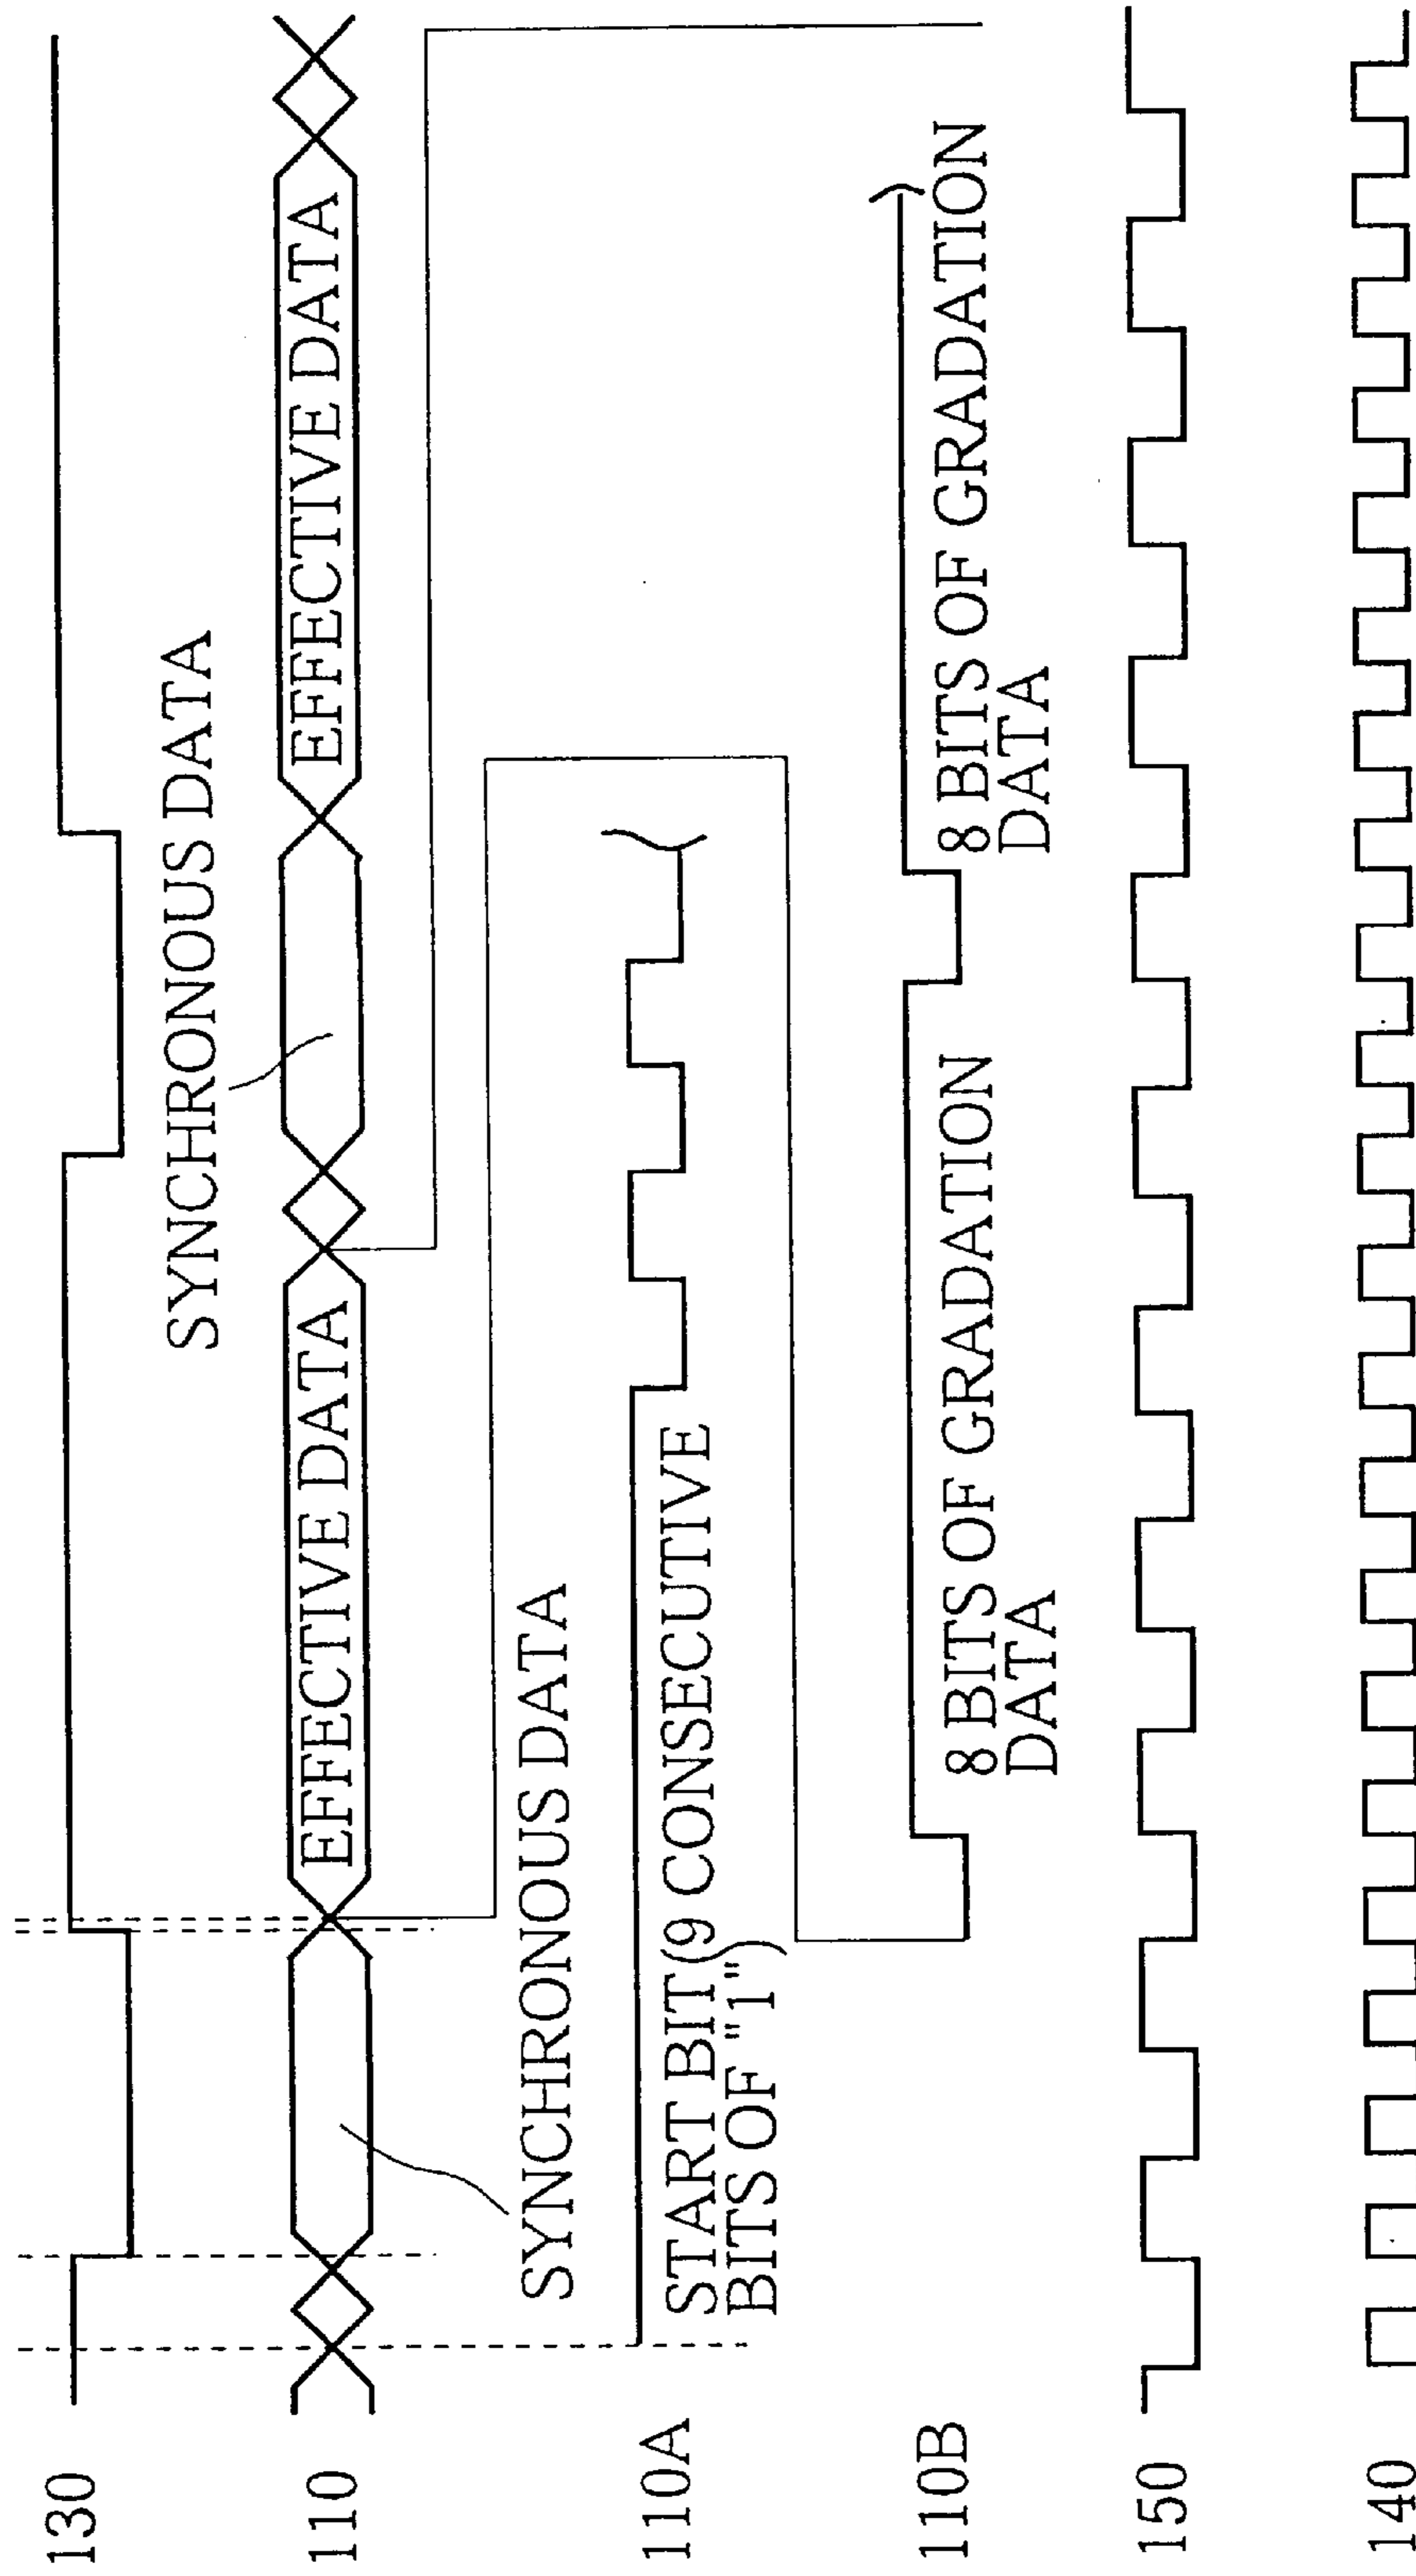 130
SYNCHRONOUS DATA
110
EFFECTIVE DATA
EFFECTIVE DATA
SYNCHRONOUS DATA
110A
START BIT (9 CONSECUTIVE
BITS OF "1")
110B
8 BITS OF GRADATION
DATA
8 BITS OF GRADATION
DATA
150
140